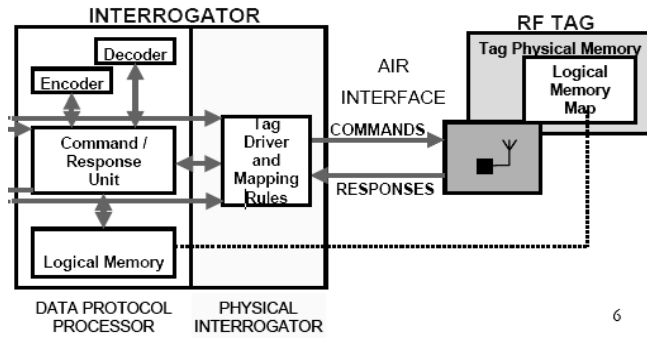 INTERROGATOR
RF TAG
Decoder
Encoder
Command /
Response
Unit
Logical Memory
Tag
Driver
and
Mapping
Rules
AIR
INTERFACE
COMMANDS
RESPONSES
Tag Physical Memory
Logical
Memory
Map
DATA PROTOCOL
PROCESSOR
PHYSICAL
INTERROGATOR
6